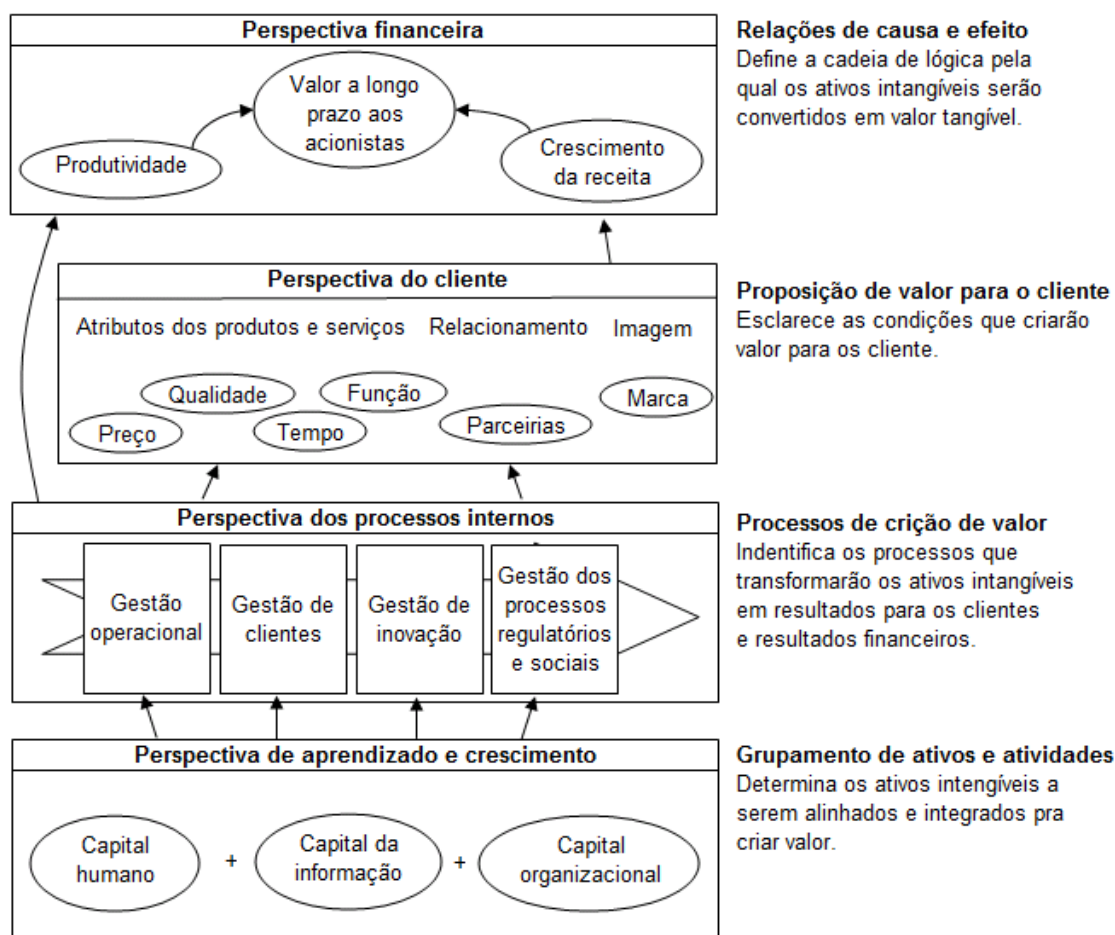 Perspectiva financeira
Valor a longo
prazo aos
acionistas
Produtividade
Crescimento
da receita
Relações de causa e efeito
Define a cadeia de lógica pela
qual os ativos intangíveis serão
convertidos em valor tangível.
Perspectiva do cliente
Atributos dos produtos e serviços
Relacionamento
Imagem
Qualidade
Função
Marca
Preço
Tempo
Parceirias
Proposição de valor para o cliente
Esclarece as condições que criarão
valor para os cliente.
Perspectiva dos processos internos
Gestão
operacional
Gestão de
clientes
Gestão de
inovação
Gestão dos
processos
regulatórios
e sociais
Processos de crição de valor
Indentifica os processos que
transformarão os ativos intangíveis
em resultados para os clientes
e resultados financeiros.
Perspectiva de aprendizado e crescimento
Capital
humano
+
Capital da
informação
+
Capital
organizacional
Grupamento de ativos e atividades
Determina os ativos intengíveis a
serem alinhados e integrados pra
criar valor.